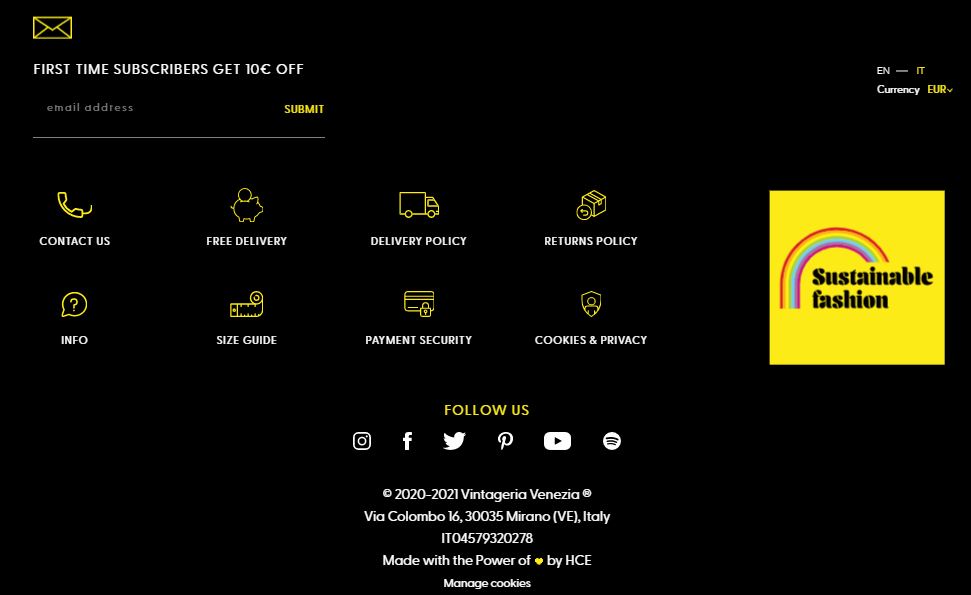 FIRST TIME SUBSCRIBERS GET 10€ OFF
email address
SUBMIT
EN — IT
Currency EUR
CONTACT US
FREE DELIVERY
DELIVERY POLICY
RETURNS POLICY
INFO
SIZE GUIDE
PAYMENT SECURITY
COOKIES & PRIVACY
Sustainable
fashion
FOLLOW US
© 2020-2021 Vintageria Venezia ®
Via Colombo 16, 30035 Mirano (VE), Italy
IT04579320278
Made with the Power of ♥ by HCE
Manage cookies